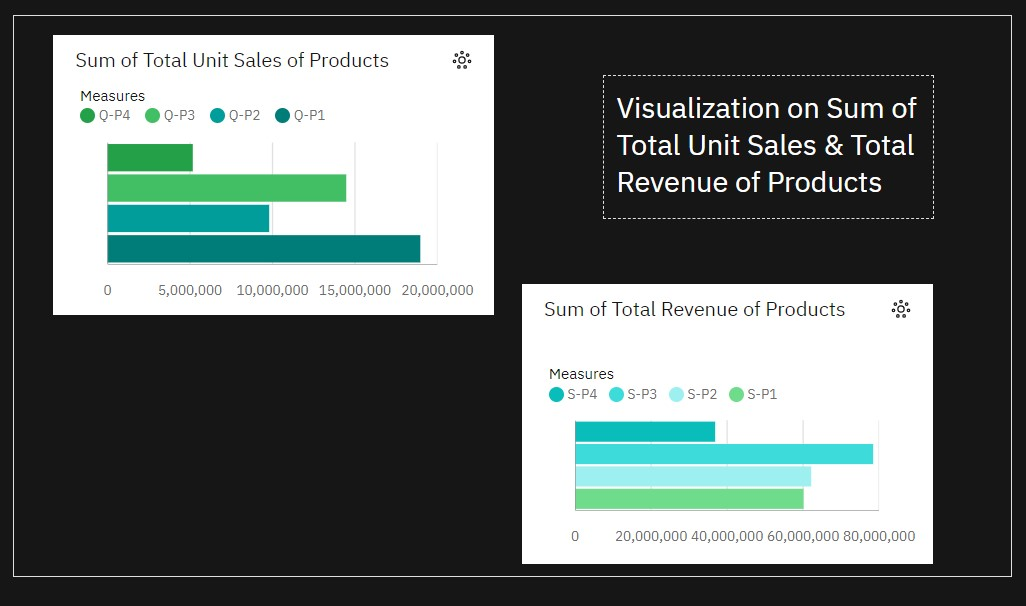 Sum of Total Unit Sales of Products
Measures
Q-P4 Q-P3 Q-P2 Q-P1
0 5,000,000 10,000,000 15,000,000 20,000,000
Visualization on Sum of
Total Unit Sales & Total
Revenue of Products
Sum of Total Revenue of Products
Measures
S-P4 S-P3 S-P2 S-P1
0 20,000,000 40,000,000 60,000,000 80,000,000